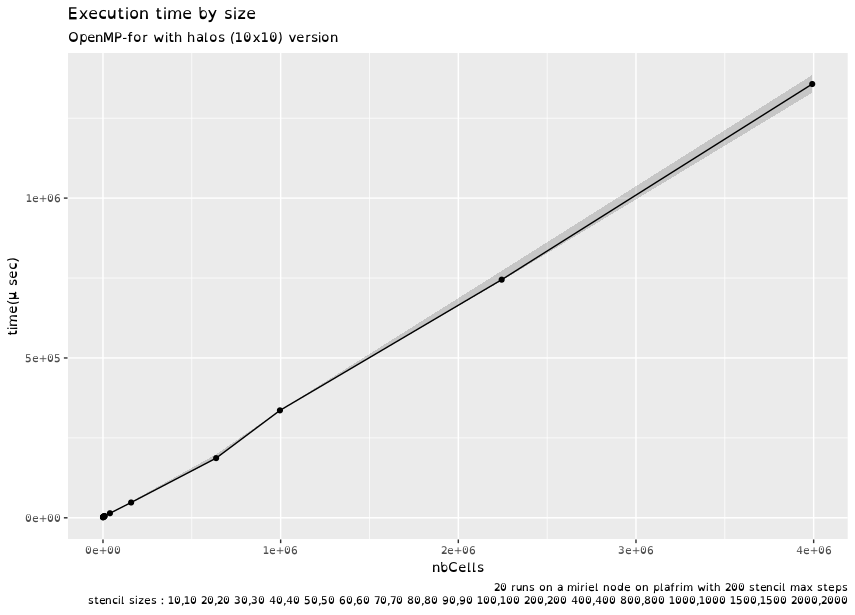 Execution time by size
OpenMP-for with halos (10x10) version
time(µ sec)
1e+06
5e+05
0e+00
0e+00 1e+06 2e+06 3e+06 4e+06
nbCells
20 runs on a miriel node on plafrim with 200 stencil max steps
stencil sizes : 10,10 20,20 30,30 40,40 50,50 60,60 70,70 80,80 90,90 100,100 200,200 400,400 800,800 1000,1000 1500,1500 2000,2000